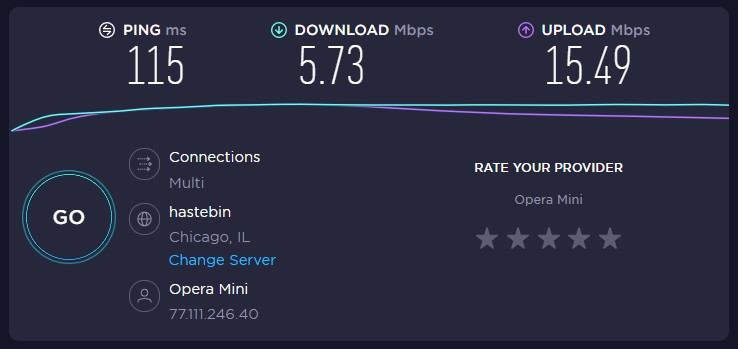 PING ms
115
DOWNLOAD Mbps
5.73
UPLOAD Mbps
15.49
GO
Connections
Multi
hastebin
Chicago, IL
Change Server
Opera Mini
77.111.246.40
RATE YOUR PROVIDER
Opera Mini